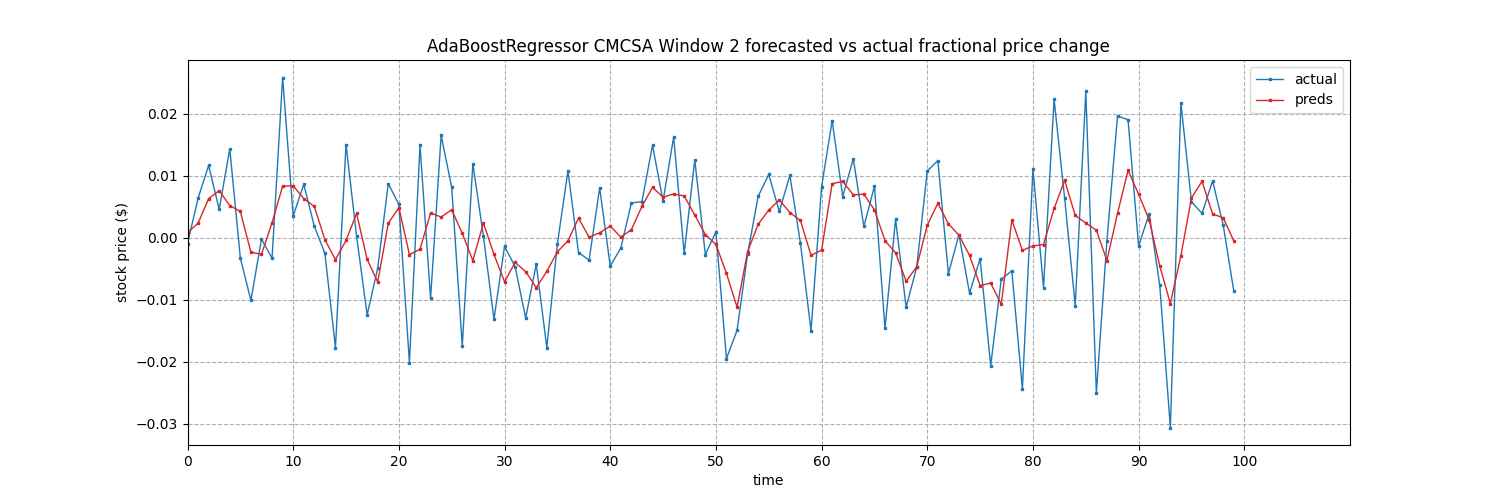 AdaBoostRegressor CMCSA Window 2 forecasted vs actual fractional price change
actual
preds
stock price ($)
0.02
0.01
0.00
−0.01
−0.02
−0.03
0 10 20 30 40 50 60 70 80 90 100
time